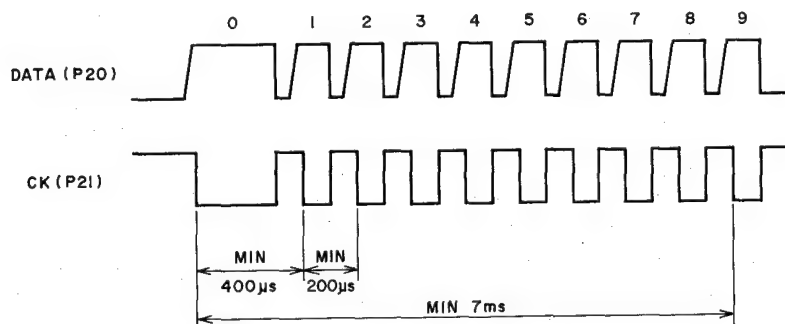 0 1 2 3 4 5 6 7 8 9
DATA (P20)
CK (P21)
MIN MIN
400μs 200μs
MIN 7ms